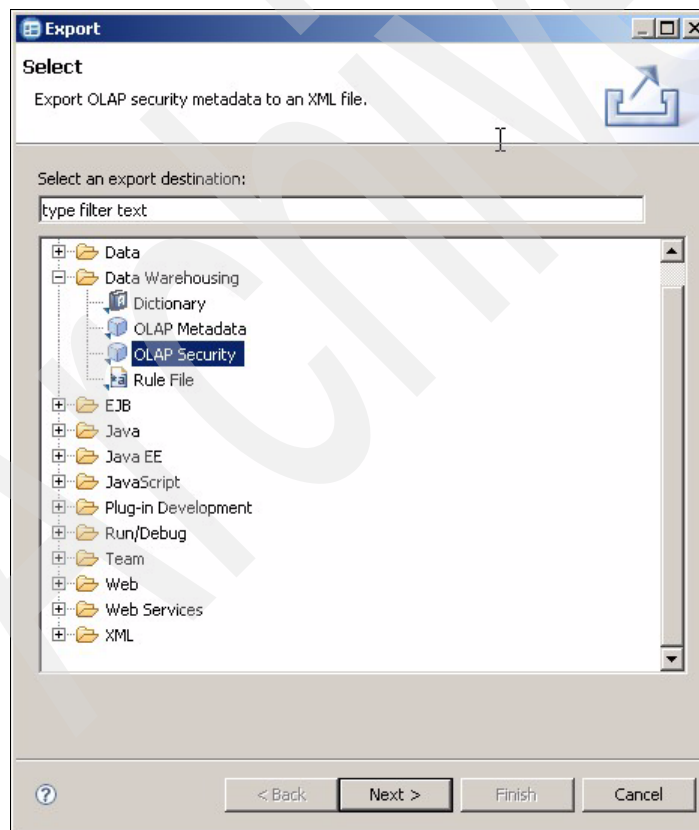 Export
Select
Export OLAP security metadata to an XML file.
Select an export destination:
type filter text
Data
Data Warehousing
Dictionary
OLAP Metadata
OLAP Security
Rule File
EJB
Java
Java EE
JavaScript
Plug-in Development
Run/Debug
Team
Web
Web Services
XML
< Back
Next >
Finish
Cancel